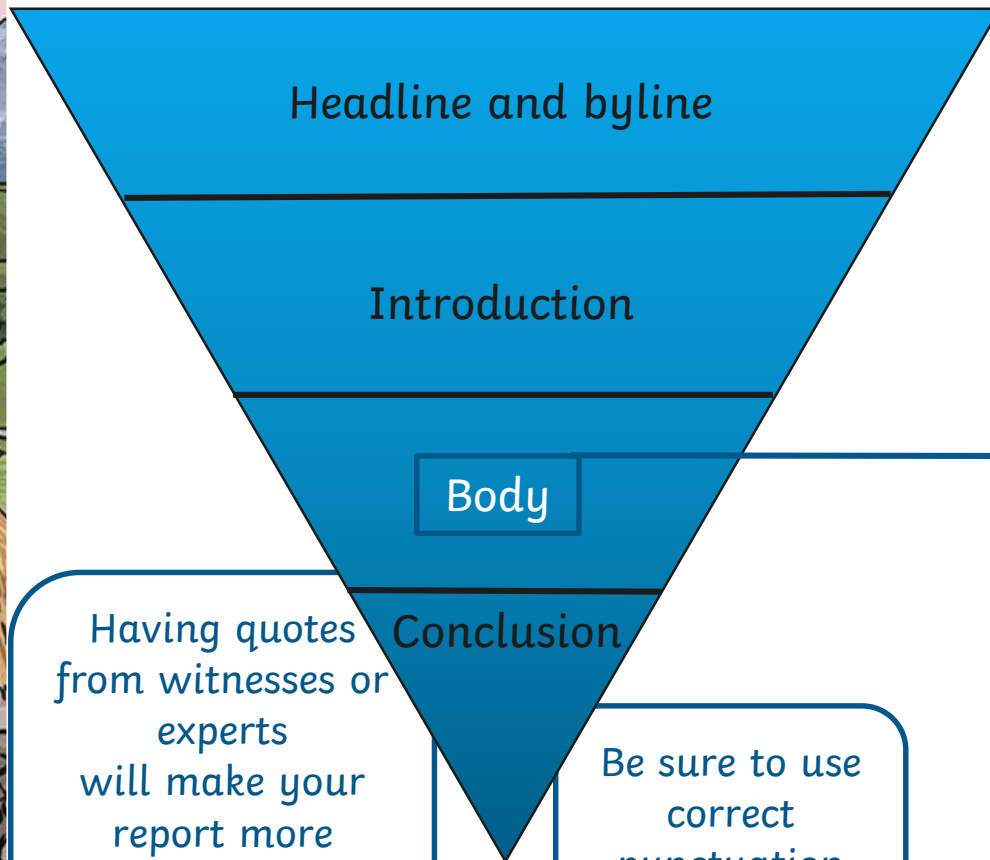 Headline and byline
Introduction
Body
Conclusion
Having quotes
from witnesses or
experts
will make your
report more
Be sure to use
correct
punctuation